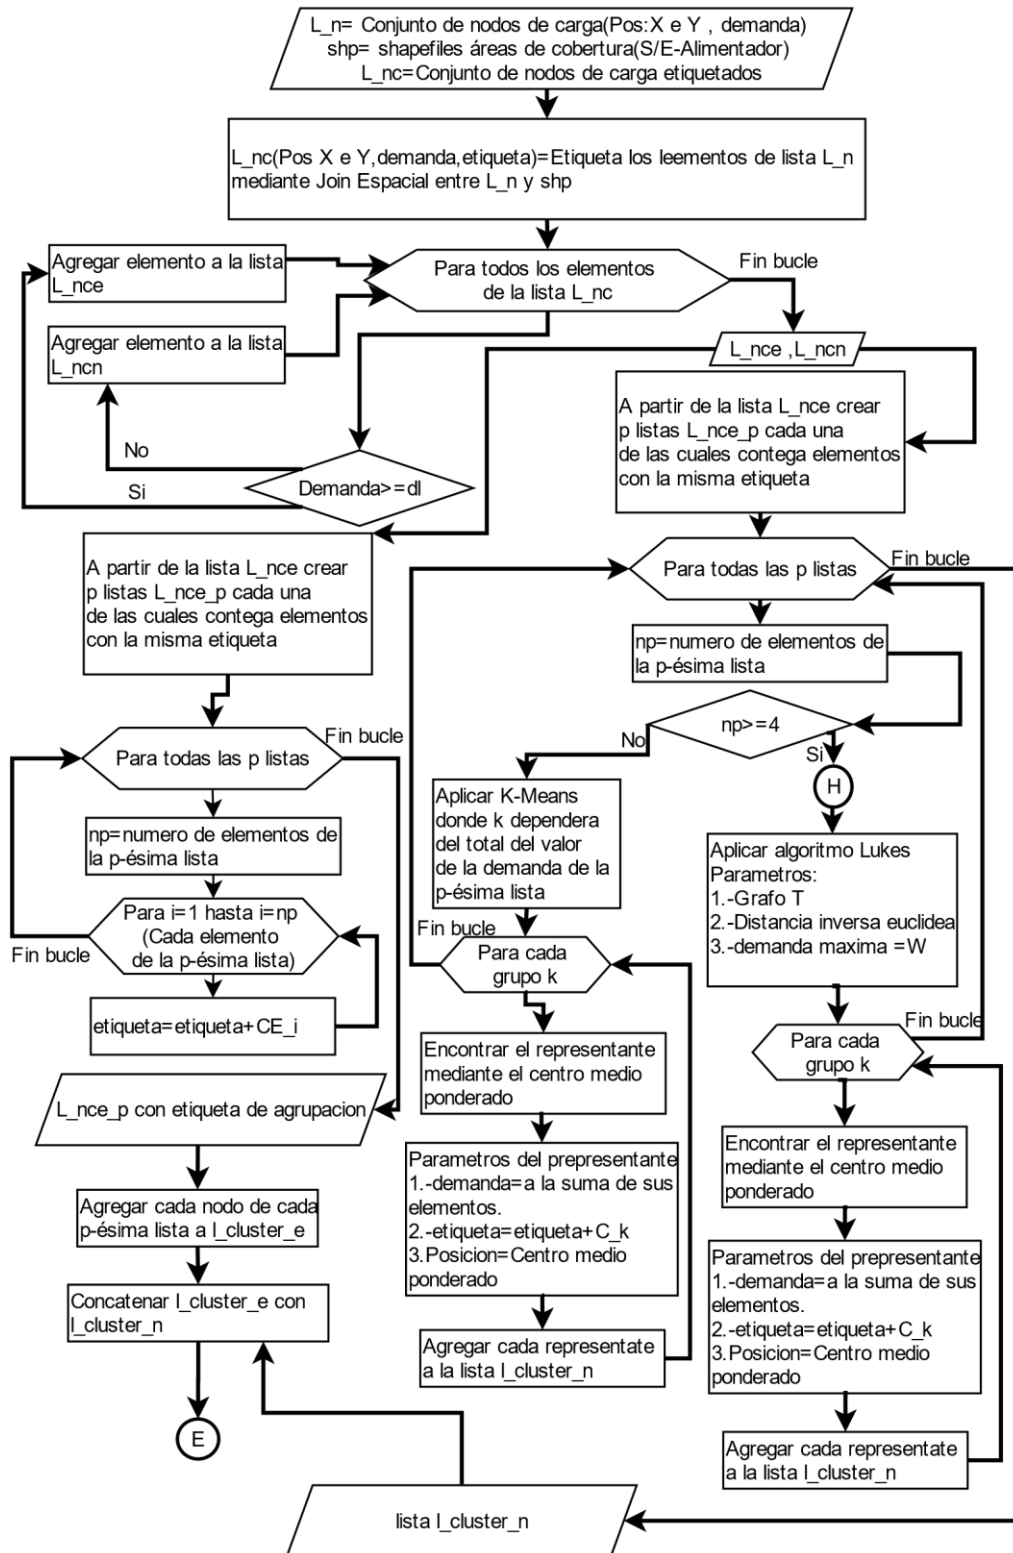 L_n= Conjunto de nodos de carga(Pos:X e Y , demanda)
shp= shapefiles áreas de cobertura(S/E-Alimentador)
L_nc=Conjunto de nodos de carga etiquetados
L_nc(Pos X e Y,demanda,etiqueta)=Etiqueta los leementos de lista L_n
mediante Join Espacial entre L_n y shp
Agregar elemento a la lista
L_nce
Para todos los elementos
de la lista L_nc
Fin bucle
Agregar elemento a la lista
L_ncn
L_nce ,L_ncn
A partir de la lista L_nce crear
p listas L_nce_p cada una
de las cuales contega elementos
con la misma etiqueta
No
Si
Demanda>=dl
A partir de la lista L_nce crear
p listas L_nce_p cada una
de las cuales contega elementos
con la misma etiqueta
Para todas las p listas
Fin bucle
np=numero de elementos de
la p-ésima lista
np>=4
No
Si
H
Para todas las p listas
Fin bucle
np=numero de elementos de
la p-ésima lista
Para i=1 hasta i=np
(Cada elemento
de la p-ésima lista)
Fin bucle
etiqueta=etiqueta+CE_i
Aplicar K-Means
donde k dependera
del total del valor
de la demanda de la
p-ésima lista
Fin bucle
Para cada
grupo k
Aplicar algoritmo Lukes
Parametros:
1.-Grafo T
2.-Distancia inversa euclidea
3.-demanda maxima =W
Fin bucle
Para cada
grupo k
Encontrar el representante
mediante el centro medio
ponderado
L_nce_p con etiqueta de agrupacion
Encontrar el representante
mediante el centro medio
ponderado
Parametros del prepresentante
1.-demanda=a la suma de sus
elementos.
2.-etiqueta=etiqueta+C_k
3.Posicion=Centro medio
ponderado
Agregar cada nodo de cada
p-ésima lista a l_cluster_e
Parametros del prepresentante
1.-demanda=a la suma de sus
elementos.
2.-etiqueta=etiqueta+C_k
3.Posicion=Centro medio
ponderado
Concatenar l_cluster_e con
l_cluster_n
Agregar cada representate
a la lista l_cluster_n
E
Agregar cada representate
a la lista l_cluster_n
lista l_cluster_n